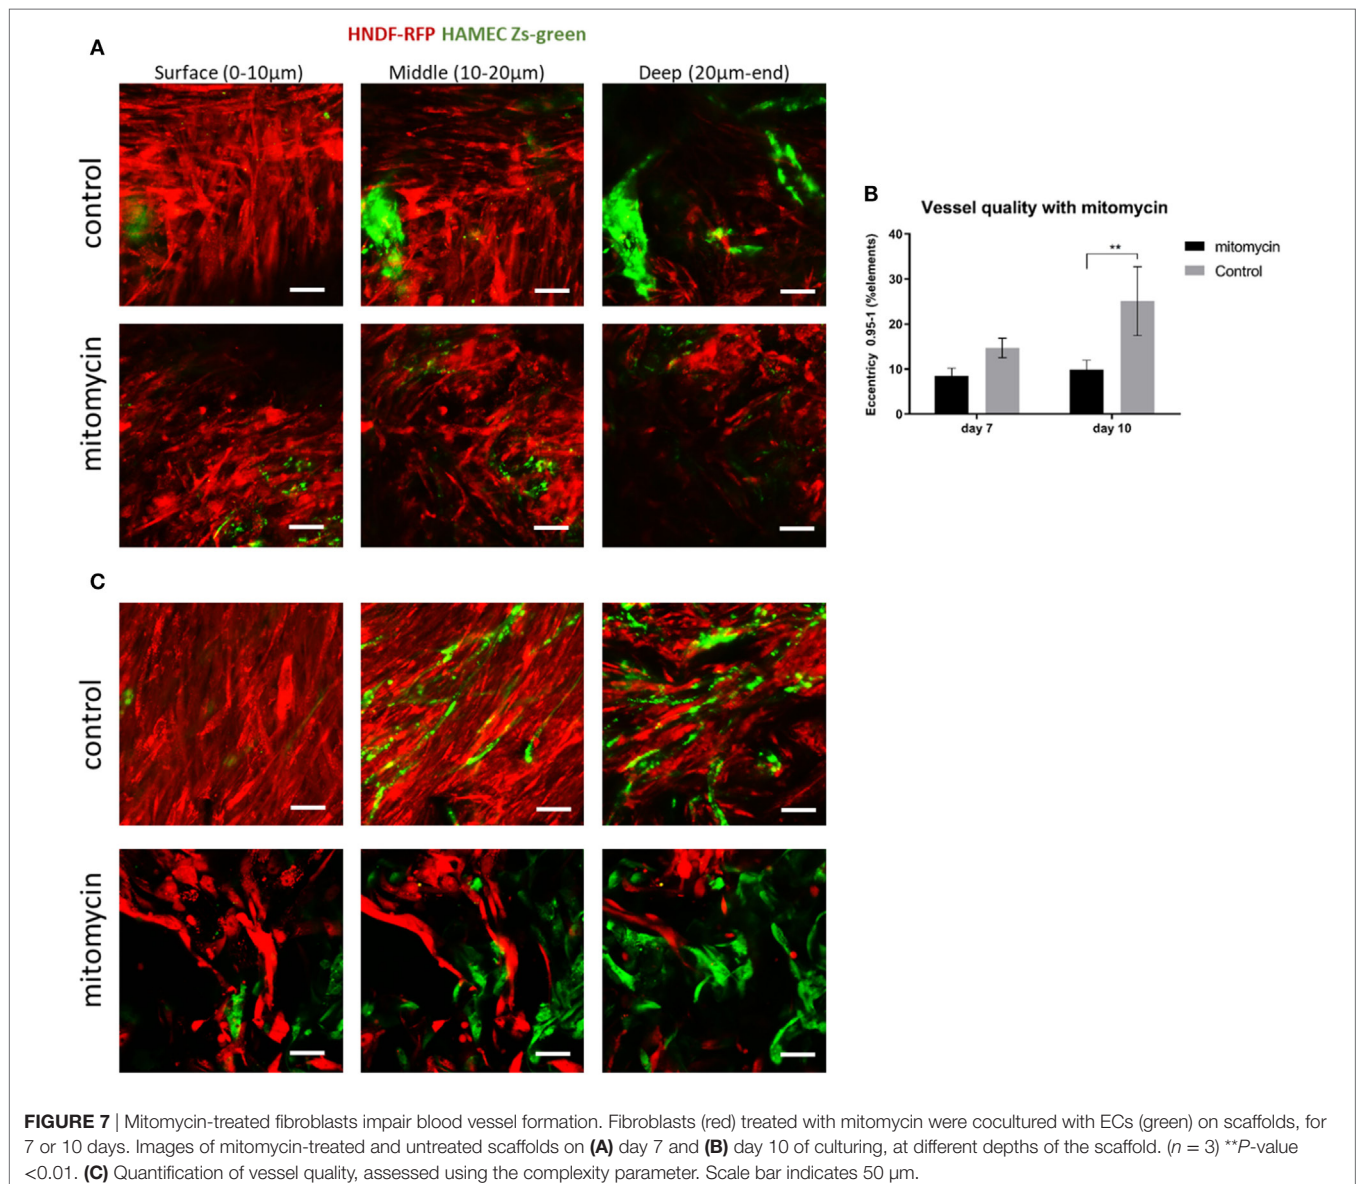 HNDF-RFP HAMEC Zs-green
A
Surface (0-10µm) Middle (10-20µm) Deep (20µm-end)
control
mitomycin
B
Vessel quality with mitomycin
Eccentricy 0.95-1 (%elements)
40
30
20
10
0
**
day 7 day 10
mitomycin
Control
C
control
mitomycin
FIGURE 7 | Mitomycin-treated fibroblasts impair blood vessel formation. Fibroblasts (red) treated with mitomycin were cocultured with ECs (green) on scaffolds, for
7 or 10 days. Images of mitomycin-treated and untreated scaffolds on (A) day 7 and (B) day 10 of culturing, at different depths of the scaffold. (n = 3) **P-value
<0.01. (C) Quantification of vessel quality, assessed using the complexity parameter. Scale bar indicates 50 µm.